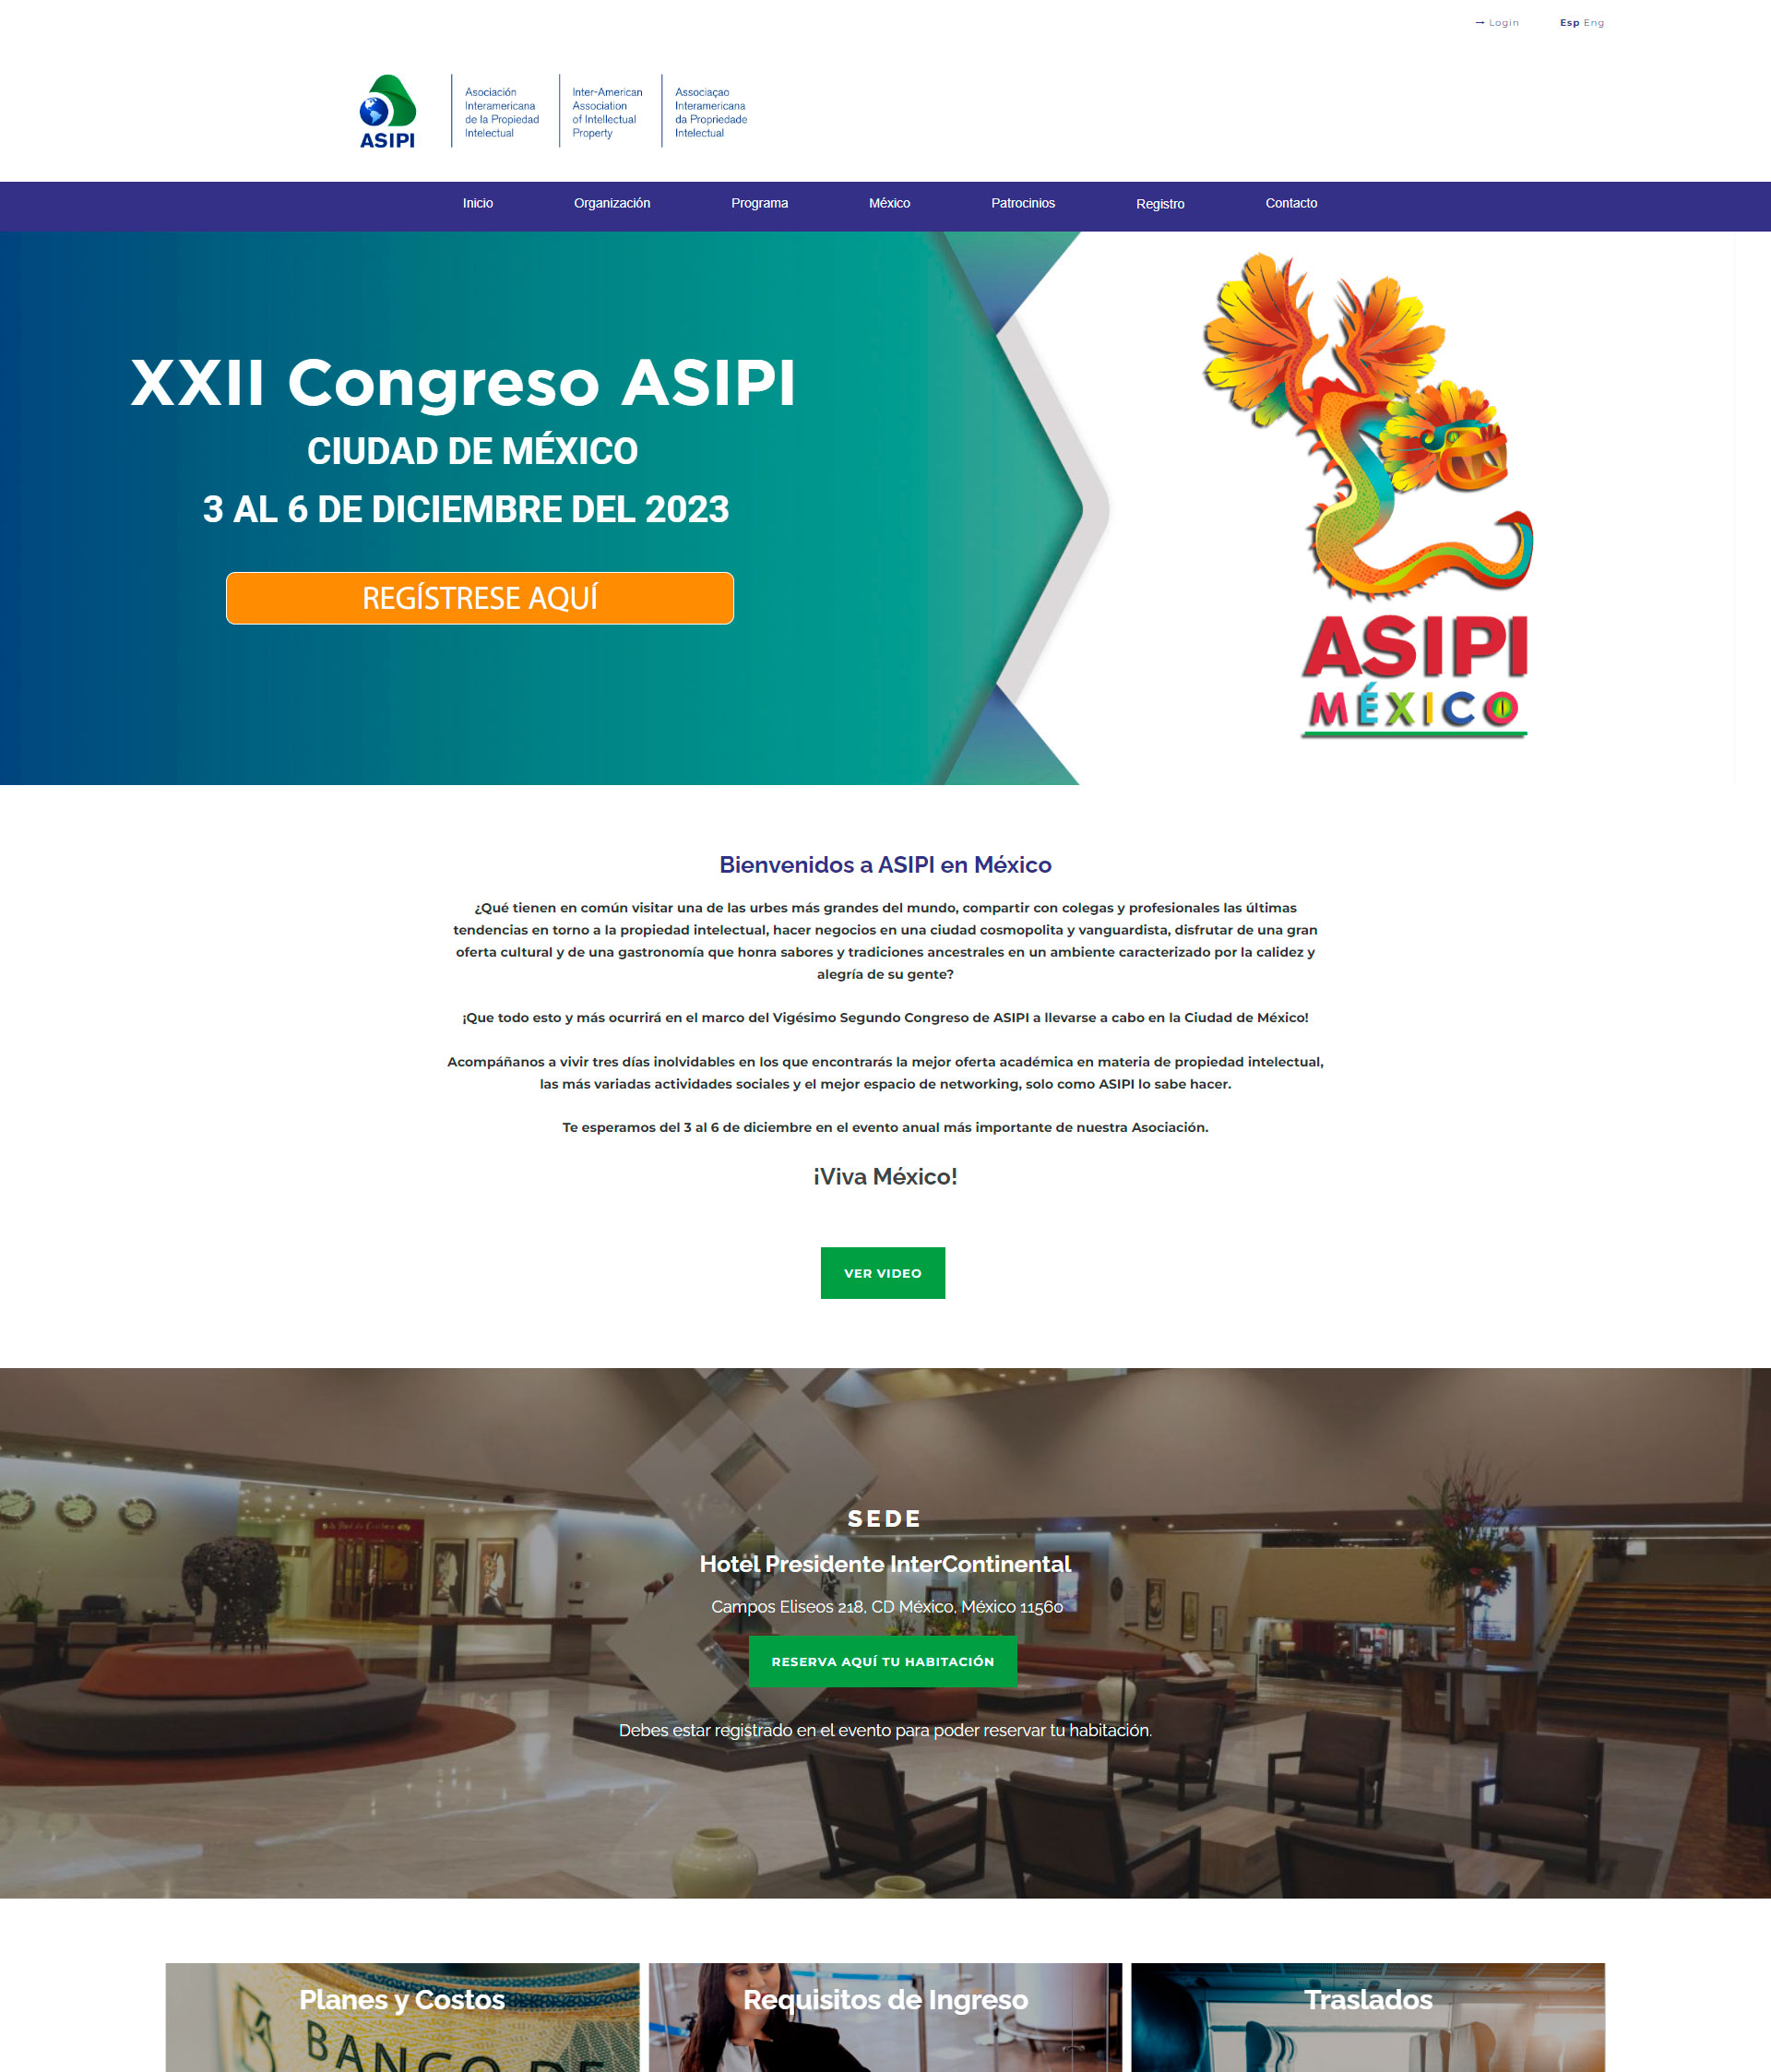 → Login
Esp Eng
ASIPI
Asociación
Interamericana
de la Propiedad
Intelectual
Inter-American
Association
of Intellectual
Property
Associaçao
Interamericana
da Propriedade
Intelectual
Inicio
Organización
Programa
México
Patrocinios
Registro
Contacto
XXII Congreso ASIPI
CIUDAD DE MÉXICO
3 AL 6 DE DICIEMBRE DEL 2023
REGÍSTRESE AQUÍ
ASIPI
MÉXICO
Bienvenidos a ASIPI en México
¿Qué tienen en común visitar una de las urbes más grandes del mundo, compartir con colegas y profesionales las últimas
tendencias en torno a la propiedad intelectual, hacer negocios en una ciudad cosmopolita y vanguardista, disfrutar de una gran
oferta cultural y de una gastronomía que honra sabores y tradiciones ancestrales en un ambiente caracterizado por la calidez y
alegría de su gente?
¡Que todo esto y más ocurrirá en el marco del Vigésimo Segundo Congreso de ASIPI a llevarse a cabo en la Ciudad de México!
Acompáñanos a vivir tres días inolvidables en los que encontrarás la mejor oferta académica en materia de propiedad intelectual,
las más variadas actividades sociales y el mejor espacio de networking, solo como ASIPI lo sabe hacer.
Te esperamos del 3 al 6 de diciembre en el evento anual más importante de nuestra Asociación.
¡Viva México!
VER VIDEO
SEDE
Hotel Presidente InterContinental
Campos Eliseos 218, CD México, México 11560
RESERVA AQUÍ TU HABITACIÓN
Debes estar registrado en el evento para poder reservar tu habitación.
Planes y Costos
BANCO DE
Requisitos de Ingreso
Traslados